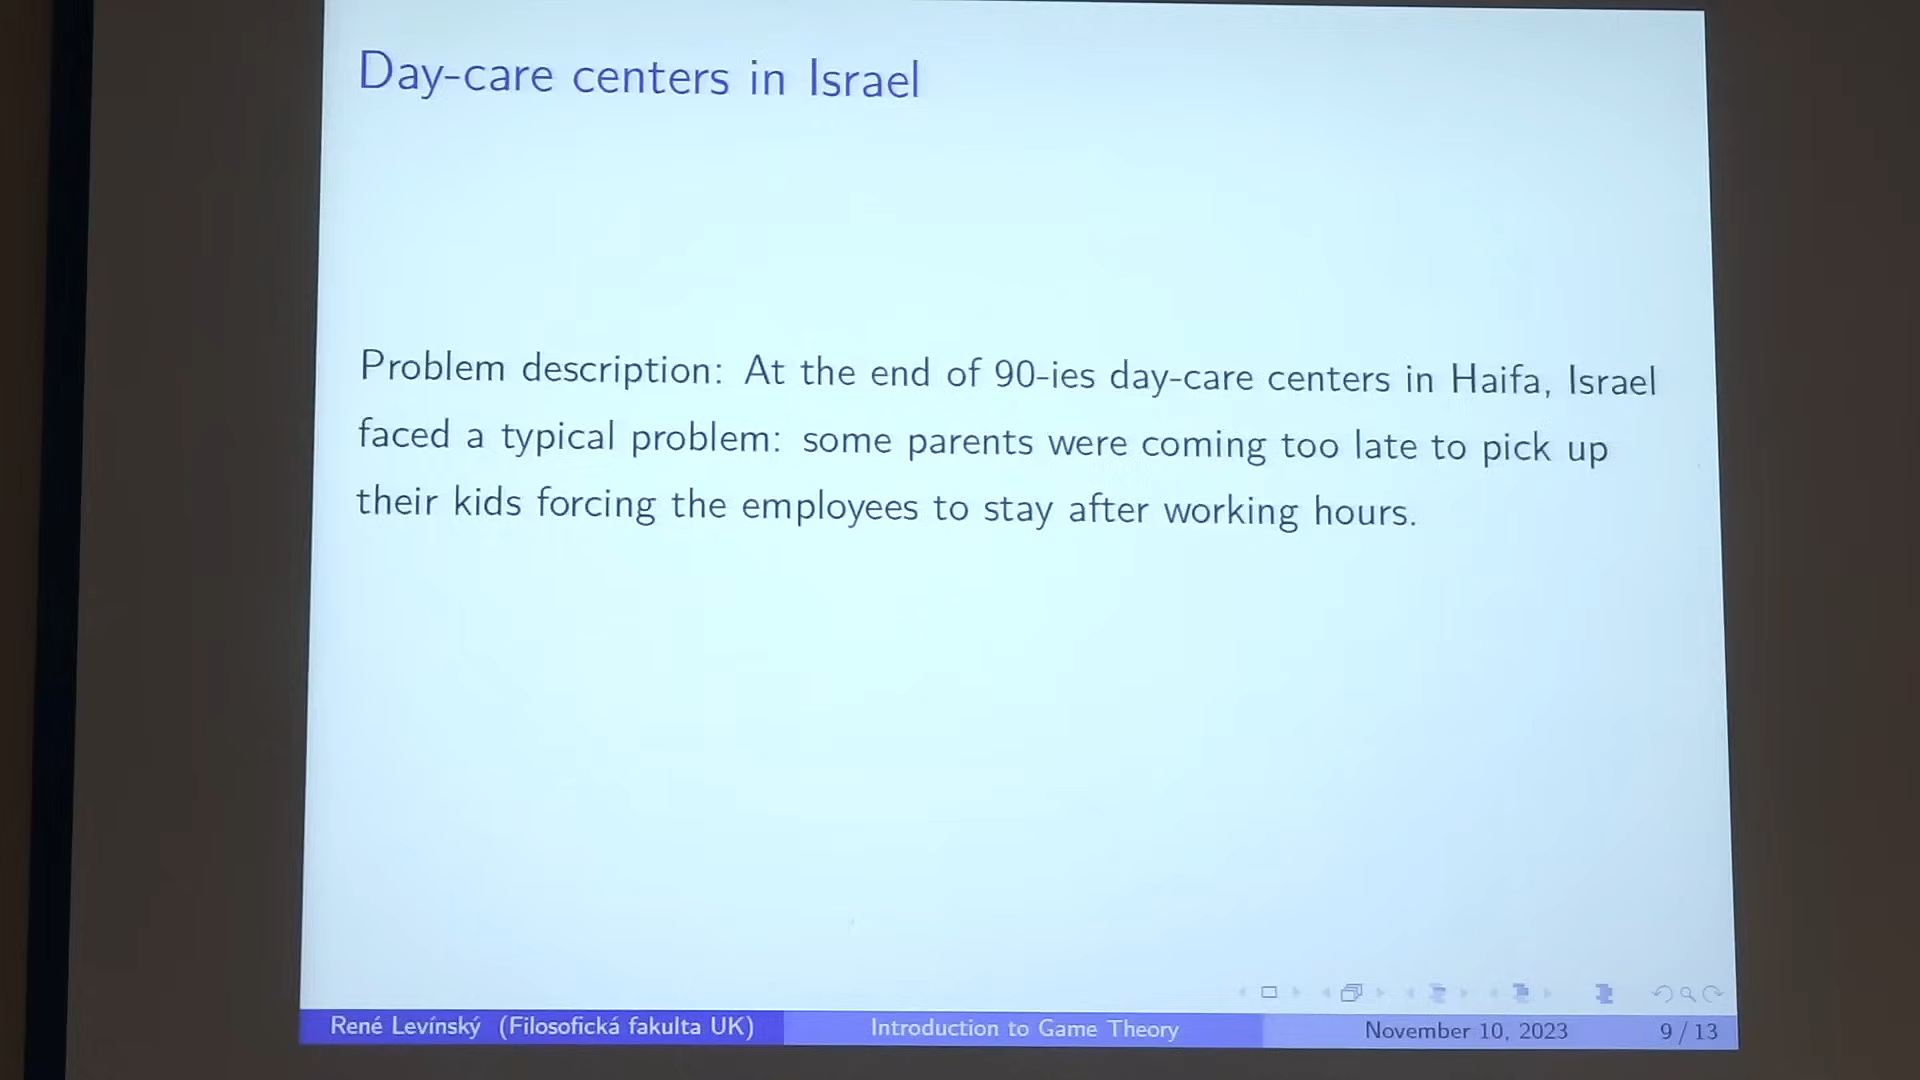 Day-care centers in Israel
Problem description: At the end of 90-ies day-care centers in Haifa, Israel
faced a typical problem: some parents were coming too late to pick up
their kids forcing the employees to stay after working hours.
René Levínský (Filosofická fakulta UK)
Introduction to Game Theory
November 10, 2023
9 / 13